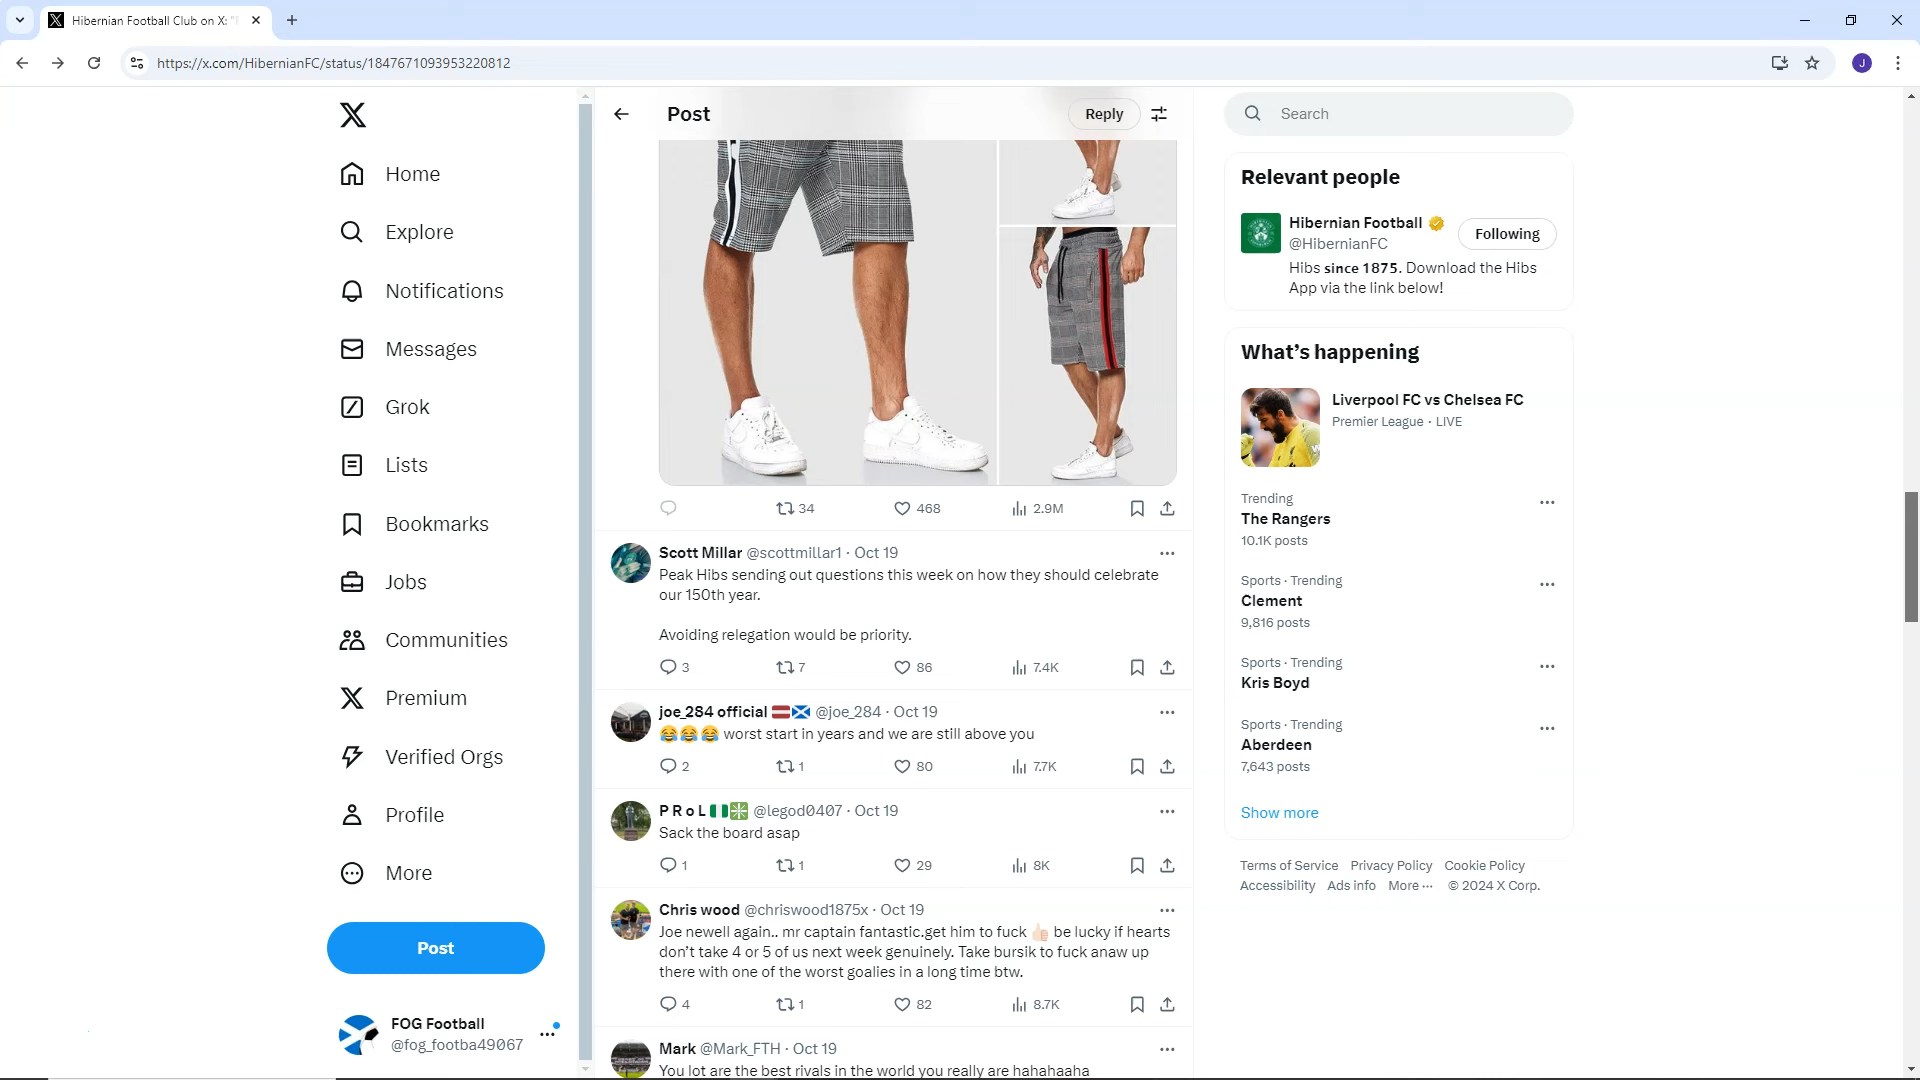 Hibernian Football Club on X: "
https://x.com/HibernianFC/status/1847671093953220812
J
Home
Explore
Notifications
Messages
Grok
Lists
Bookmarks
Jobs
Communities
Premium
Verified Orgs
Profile
More
Post
FOG Football
@fog_footba49067
Post
Reply
34
468
2.9M
Scott Millar @scottmillar1 · Oct 19
Peak Hibs sending out questions this week on how they should celebrate
our 150th year.
Avoiding relegation would be priority.
3
7
86
7.4K
joe_284 official 🇱🇻🏴󠁧󠁢󠁳󠁣󠁴󠁿 @joe_284 · Oct 19
😂😂😂 worst start in years and we are still above you
2
1
80
7.7K
P R o L 🇳🇬❇️ @legod0407 · Oct 19
Sack the board asap
1
1
29
8K
Chris wood @chriswood1875x · Oct 19
Joe newell again.. mr captain fantastic.get him to fuck 👍🏻 be lucky if hearts
don't take 4 or 5 of us next week genuinely. Take bursik to fuck anaw up
there with one of the worst goalies in a long time btw.
4
1
82
8.7K
Mark @Mark_FTH · Oct 19
You lot are the best rivals in the world you really are hahahaaha
Search
Relevant people
Hibernian Football
@HibernianFC
Following
Hibs since 1875. Download the Hibs
App via the link below!
What's happening
Liverpool FC vs Chelsea FC
Premier League · LIVE
Trending
The Rangers
10.1K posts
Sports · Trending
Clement
9,816 posts
Sports · Trending
Kris Boyd
Sports · Trending
Aberdeen
7,643 posts
Show more
Terms of Service Privacy Policy Cookie Policy
Accessibility Ads info More ··· © 2024 X Corp.